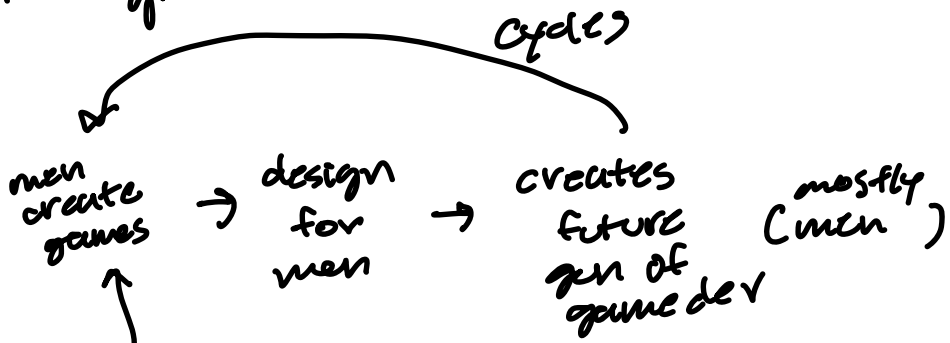 cycles
men
create
games
→
design
for
men
→
creates
future
gen of
game dev
(mostly
men)